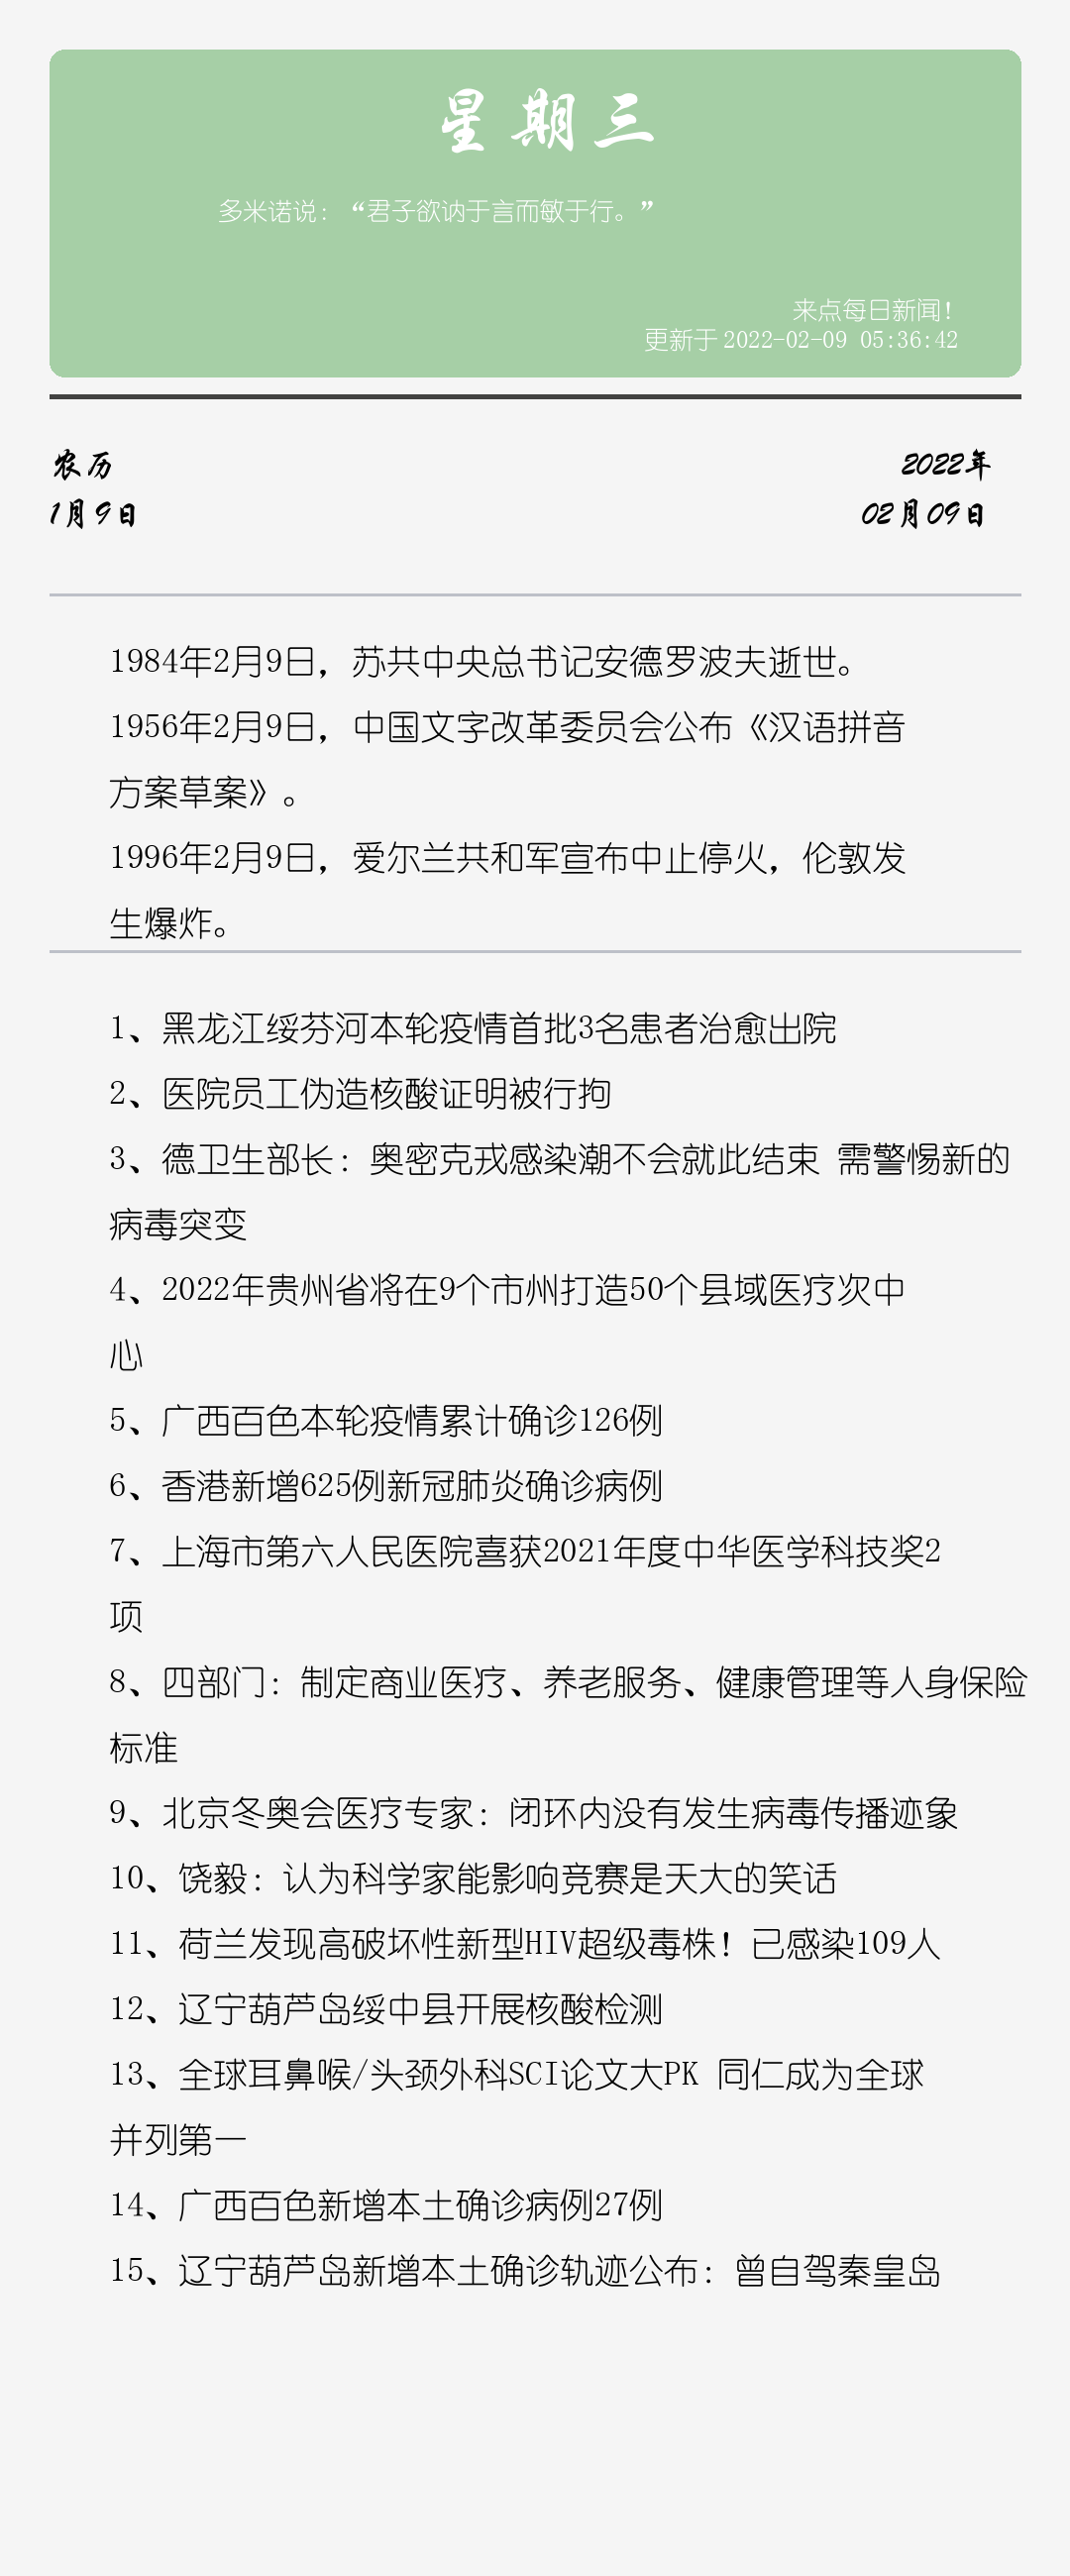 星期三
多米诺说：“君子欲讷于言而敏于行。”
来点每日新闻！
更新于 2022-02-09 05:36:42
农历
2022年
1月9日
02月09日
1984年2月9日，苏共中央总书记安德罗波夫逝世。
1956年2月9日，中国文字改革委员会公布《汉语拼音
方案草案》。
1996年2月9日，爱尔兰共和军宣布中止停火，伦敦发
生爆炸。
1、黑龙江绥芬河本轮疫情首批3名患者治愈出院
2、医院员工伪造核酸证明被行拘
3、德卫生部长：奥密克戎感染潮不会就此结束 需警惕新的
病毒突变
4、2022年贵州省将在9个市州打造50个县域医疗次中
心
5、广西百色本轮疫情累计确诊126例
6、香港新增625例新冠肺炎确诊病例
7、上海市第六人民医院喜获2021年度中华医学科技奖2
项
8、四部门：制定商业医疗、养老服务、健康管理等人身保险
标准
9、北京冬奥会医疗专家：闭环内没有发生病毒传播迹象
10、饶毅：认为科学家能影响竞赛是天大的笑话
11、荷兰发现高破坏性新型HIV超级毒株！已感染109人
12、辽宁葫芦岛绥中县开展核酸检测
13、全球耳鼻喉/头颈外科SCI论文大PK 同仁成为全球
并列第一
14、广西百色新增本土确诊病例27例
15、辽宁葫芦岛新增本土确诊轨迹公布：曾自驾秦皇岛